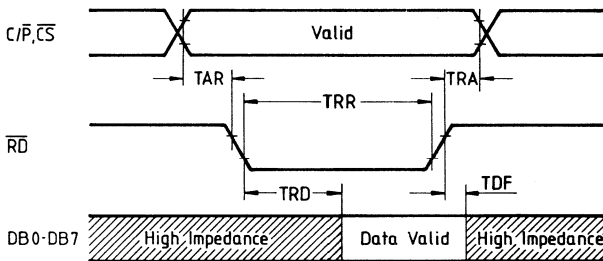 C/P̅,C̅S̅ Valid
TAR TRR TRA
R̅D̅
TRD TDF
DB0-DB7 High Impedance Data Valid High Impedance